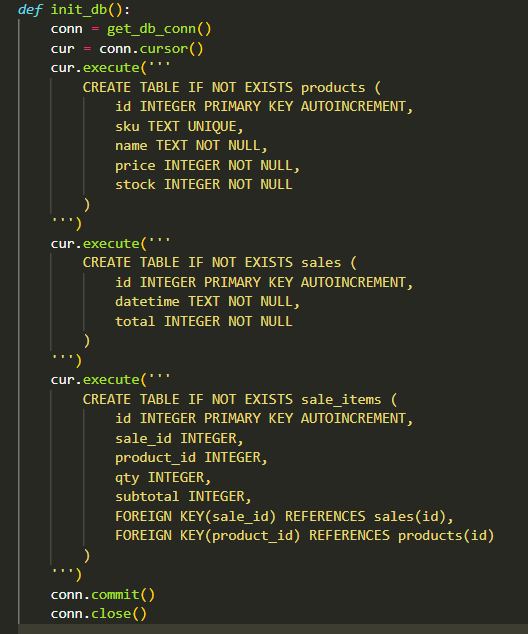 def init_db():
    conn = get_db_conn()
    cur = conn.cursor()
    cur.execute('''
        CREATE TABLE IF NOT EXISTS products (
            id INTEGER PRIMARY KEY AUTOINCREMENT,
            sku TEXT UNIQUE,
            name TEXT NOT NULL,
            price INTEGER NOT NULL,
            stock INTEGER NOT NULL
        )
    ''')
    cur.execute('''
        CREATE TABLE IF NOT EXISTS sales (
            id INTEGER PRIMARY KEY AUTOINCREMENT,
            datetime TEXT NOT NULL,
            total INTEGER NOT NULL
        )
    ''')
    cur.execute('''
        CREATE TABLE IF NOT EXISTS sale_items (
            id INTEGER PRIMARY KEY AUTOINCREMENT,
            sale_id INTEGER,
            product_id INTEGER,
            qty INTEGER,
            subtotal INTEGER,
            FOREIGN KEY(sale_id) REFERENCES sales(id),
            FOREIGN KEY(product_id) REFERENCES products(id)
        )
    ''')
    conn.commit()
    conn.close()